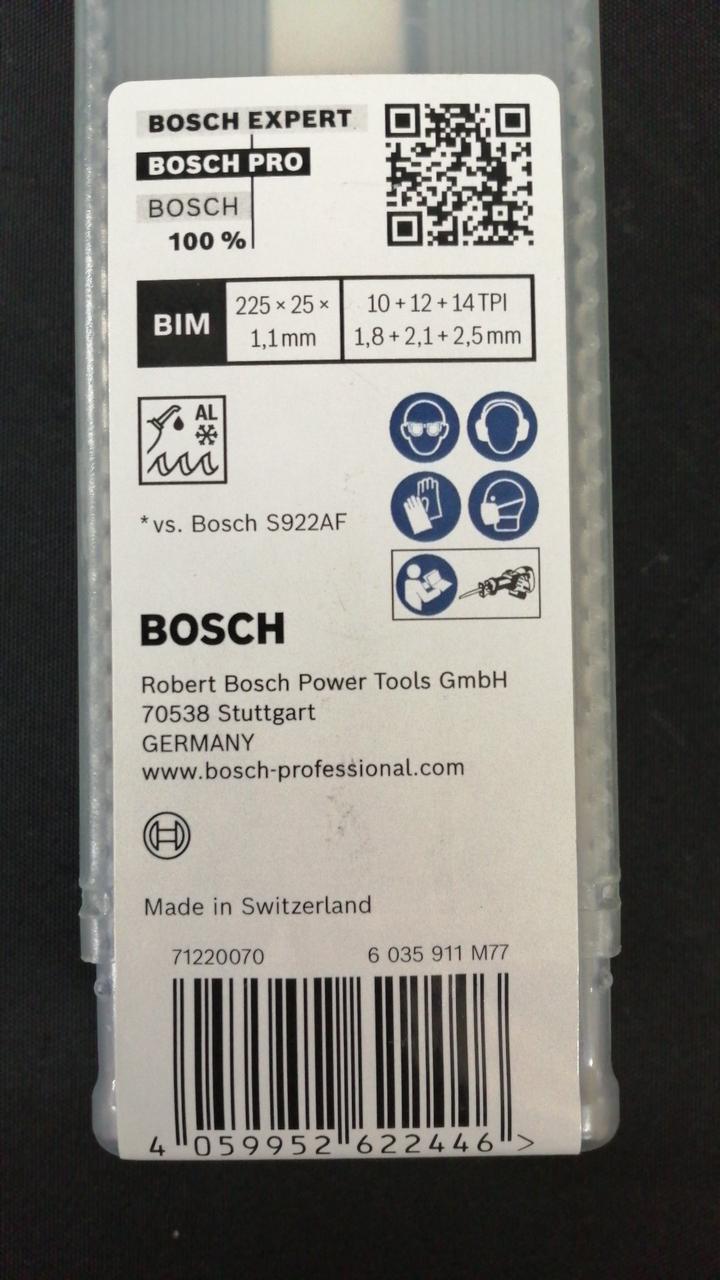 BOSCH EXPERT
BOSCH PRO
BOSCH
100 %
BIM
225 × 25 ×
1,1 mm
10 + 12 + 14 TPI
1,8 + 2,1 + 2,5 mm
AL
* vs. Bosch S922AF
BOSCH
Robert Bosch Power Tools GmbH
70538 Stuttgart
GERMANY
www.bosch-professional.com
Made in Switzerland
71220070 6 035 911 M77
4 059952 622446 >